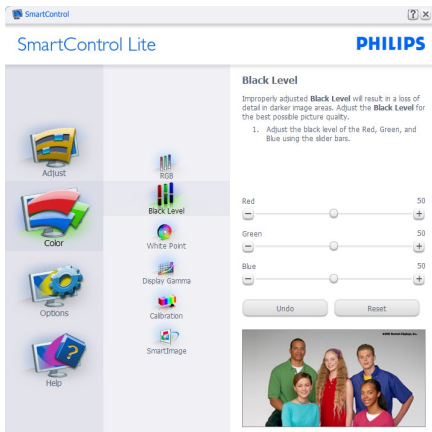 SmartControl
SmartControl Lite
PHILIPS
Adjust
Color
Options
Help
RGB
Black Level
White Point
Display Gamma
Calibration
SmartImage
Black Level
Improperly adjusted Black Level will result in a loss of
detail in darker image areas. Adjust the Black Level for
the best possible picture quality.
1. Adjust the black level of the Red, Green, and
Blue using the slider bars.
Red 50
Green 50
Blue 50
Undo Reset